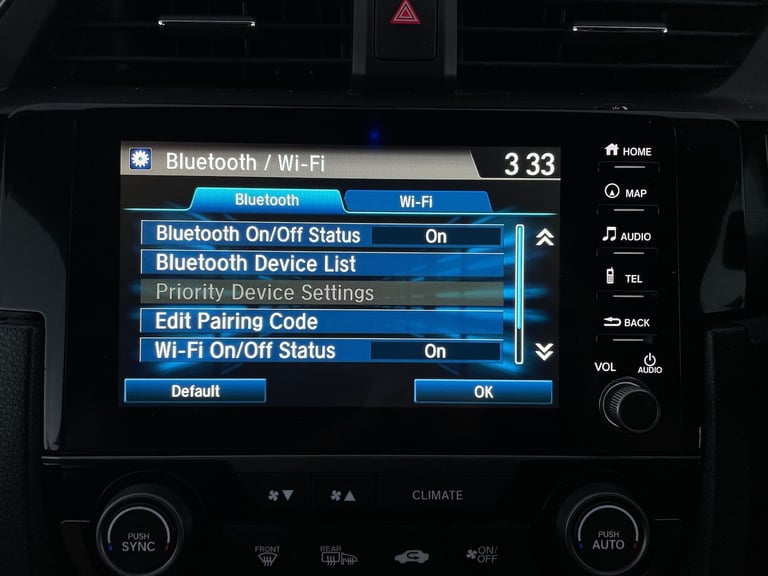 Bluetooth / Wi-Fi
3 33
Bluetooth
Wi-Fi
Bluetooth On/Off Status On
Bluetooth Device List
Priority Device Settings
Edit Pairing Code
Wi-Fi On/Off Status On
Default
OK
HOME
MAP
AUDIO
TEL
BACK
VOL
AUDIO
CLIMATE
PUSH
SYNC
FRONT
REAR
ON/
OFF
PUSH
AUTO